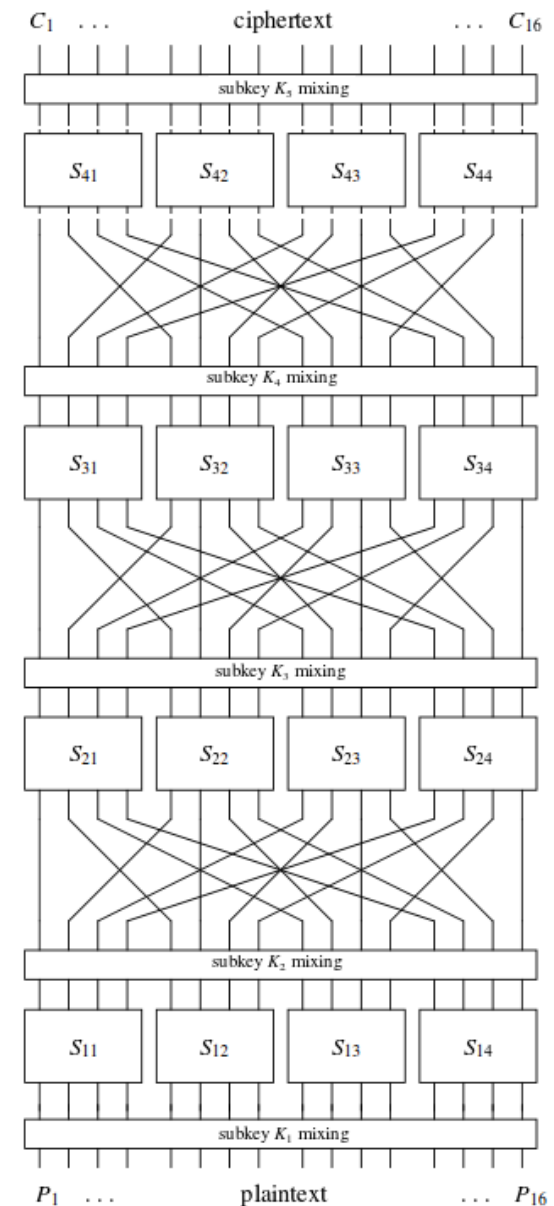 C₁ . . . ciphertext . . . C₁₆
subkey K₅ mixing
S₄₁ S₄₂ S₄₃ S₄₄
subkey K₄ mixing
S₃₁ S₃₂ S₃₃ S₃₄
subkey K₃ mixing
S₂₁ S₂₂ S₂₃ S₂₄
subkey K₂ mixing
S₁₁ S₁₂ S₁₃ S₁₄
subkey K₁ mixing
P₁ . . . plaintext . . . P₁₆